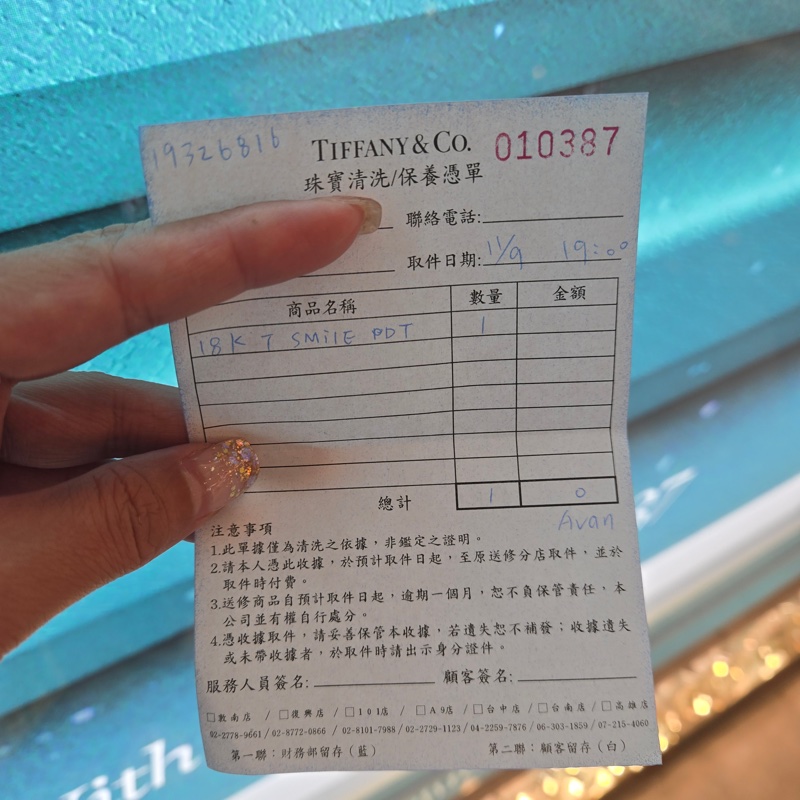 19326816
TIFFANY & CO.
010387
珠寶清洗/保養憑單
聯絡電話:
取件日期: 11/9 19:00
商品名稱 數量 金額
18K T SMilE PDT 1
總計 1 0
Avan
注意事項
1.此單據僅為清洗之依據，非鑑定之證明。
2.請本人憑此收據，於預計取件日起，至原送修分店取件，並於
取件時付費。
3.送修商品自預計取件日起，逾期一個月，恕不負保管責任，本
公司並有權自行處分。
4.憑收據取件，請妥善保管本收據，若遺失恕不補發；收據遺失
或未帶收據者，於取件時請出示身分證件。
服務人員簽名: 顧客簽名:
□敦南店 / □復興店 / □101店 / □A9店 / □台中店 / □台南店 / □高雄店
02-2778-9661 / 02-8772-0866 / 02-8101-7988 / 02-2729-1123 / 04-2259-7876 / 06-303-1859 / 07-215-4060
第一聯：財務部留存（藍） 第二聯：顧客留存（白）
With